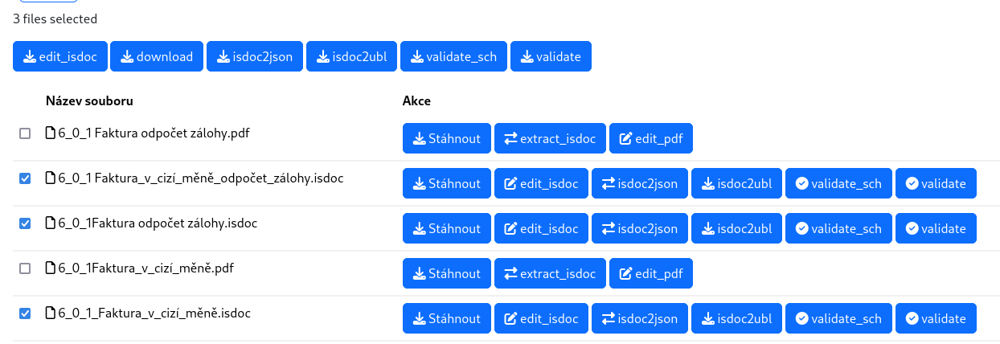 3 files selected
edit_isdoc download isdoc2json isdoc2ubl validate_sch validate
Název souboru Akce
6_0_1 Faktura odpočet zálohy.pdf Stáhnout extract_isdoc edit_pdf
6_0_1 Faktura_v_cizí_měně_odpočet_zálohy.isdoc Stáhnout edit_isdoc isdoc2json isdoc2ubl validate_sch validate
6_0_1Faktura odpočet zálohy.isdoc Stáhnout edit_isdoc isdoc2json isdoc2ubl validate_sch validate
6_0_1Faktura_v_cizí_měně.pdf Stáhnout extract_isdoc edit_pdf
6_0_1_Faktura_v_cizí_měně.isdoc Stáhnout edit_isdoc isdoc2json isdoc2ubl validate_sch validate